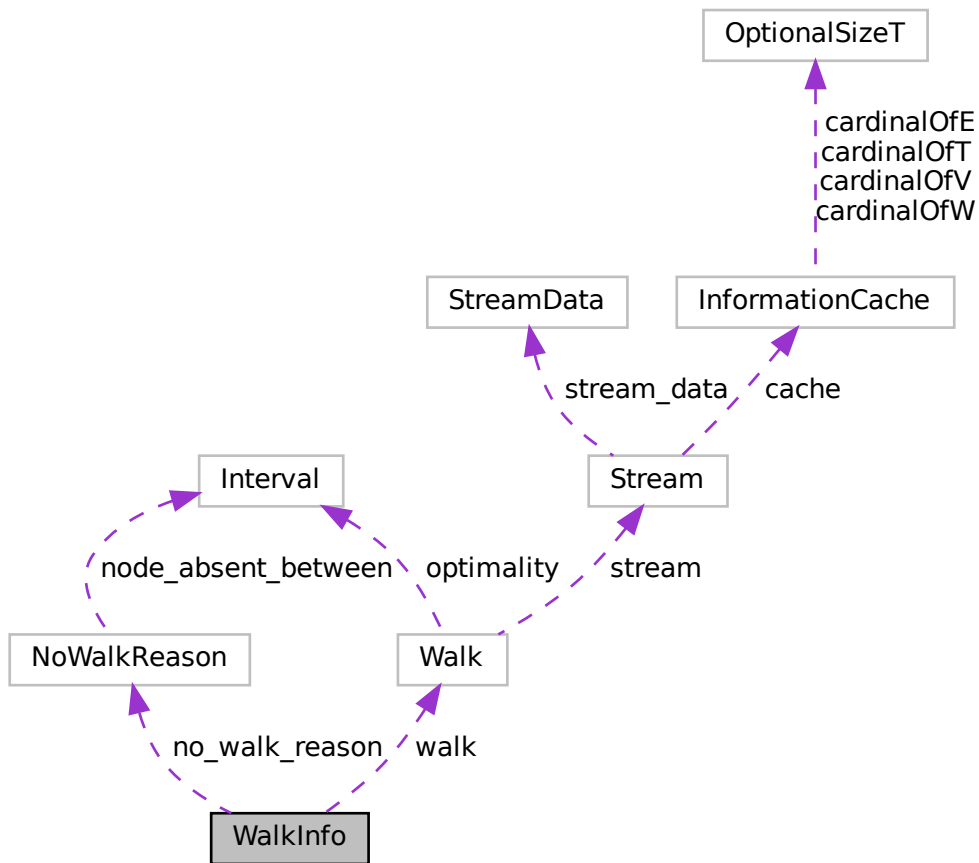 OptionalSizeT
cardinalOfE
cardinalOfT
cardinalOfV
cardinalOfW
StreamData
InformationCache
stream_data
cache
Interval
Stream
node_absent_between
optimality
stream
NoWalkReason
Walk
no_walk_reason
walk
WalkInfo